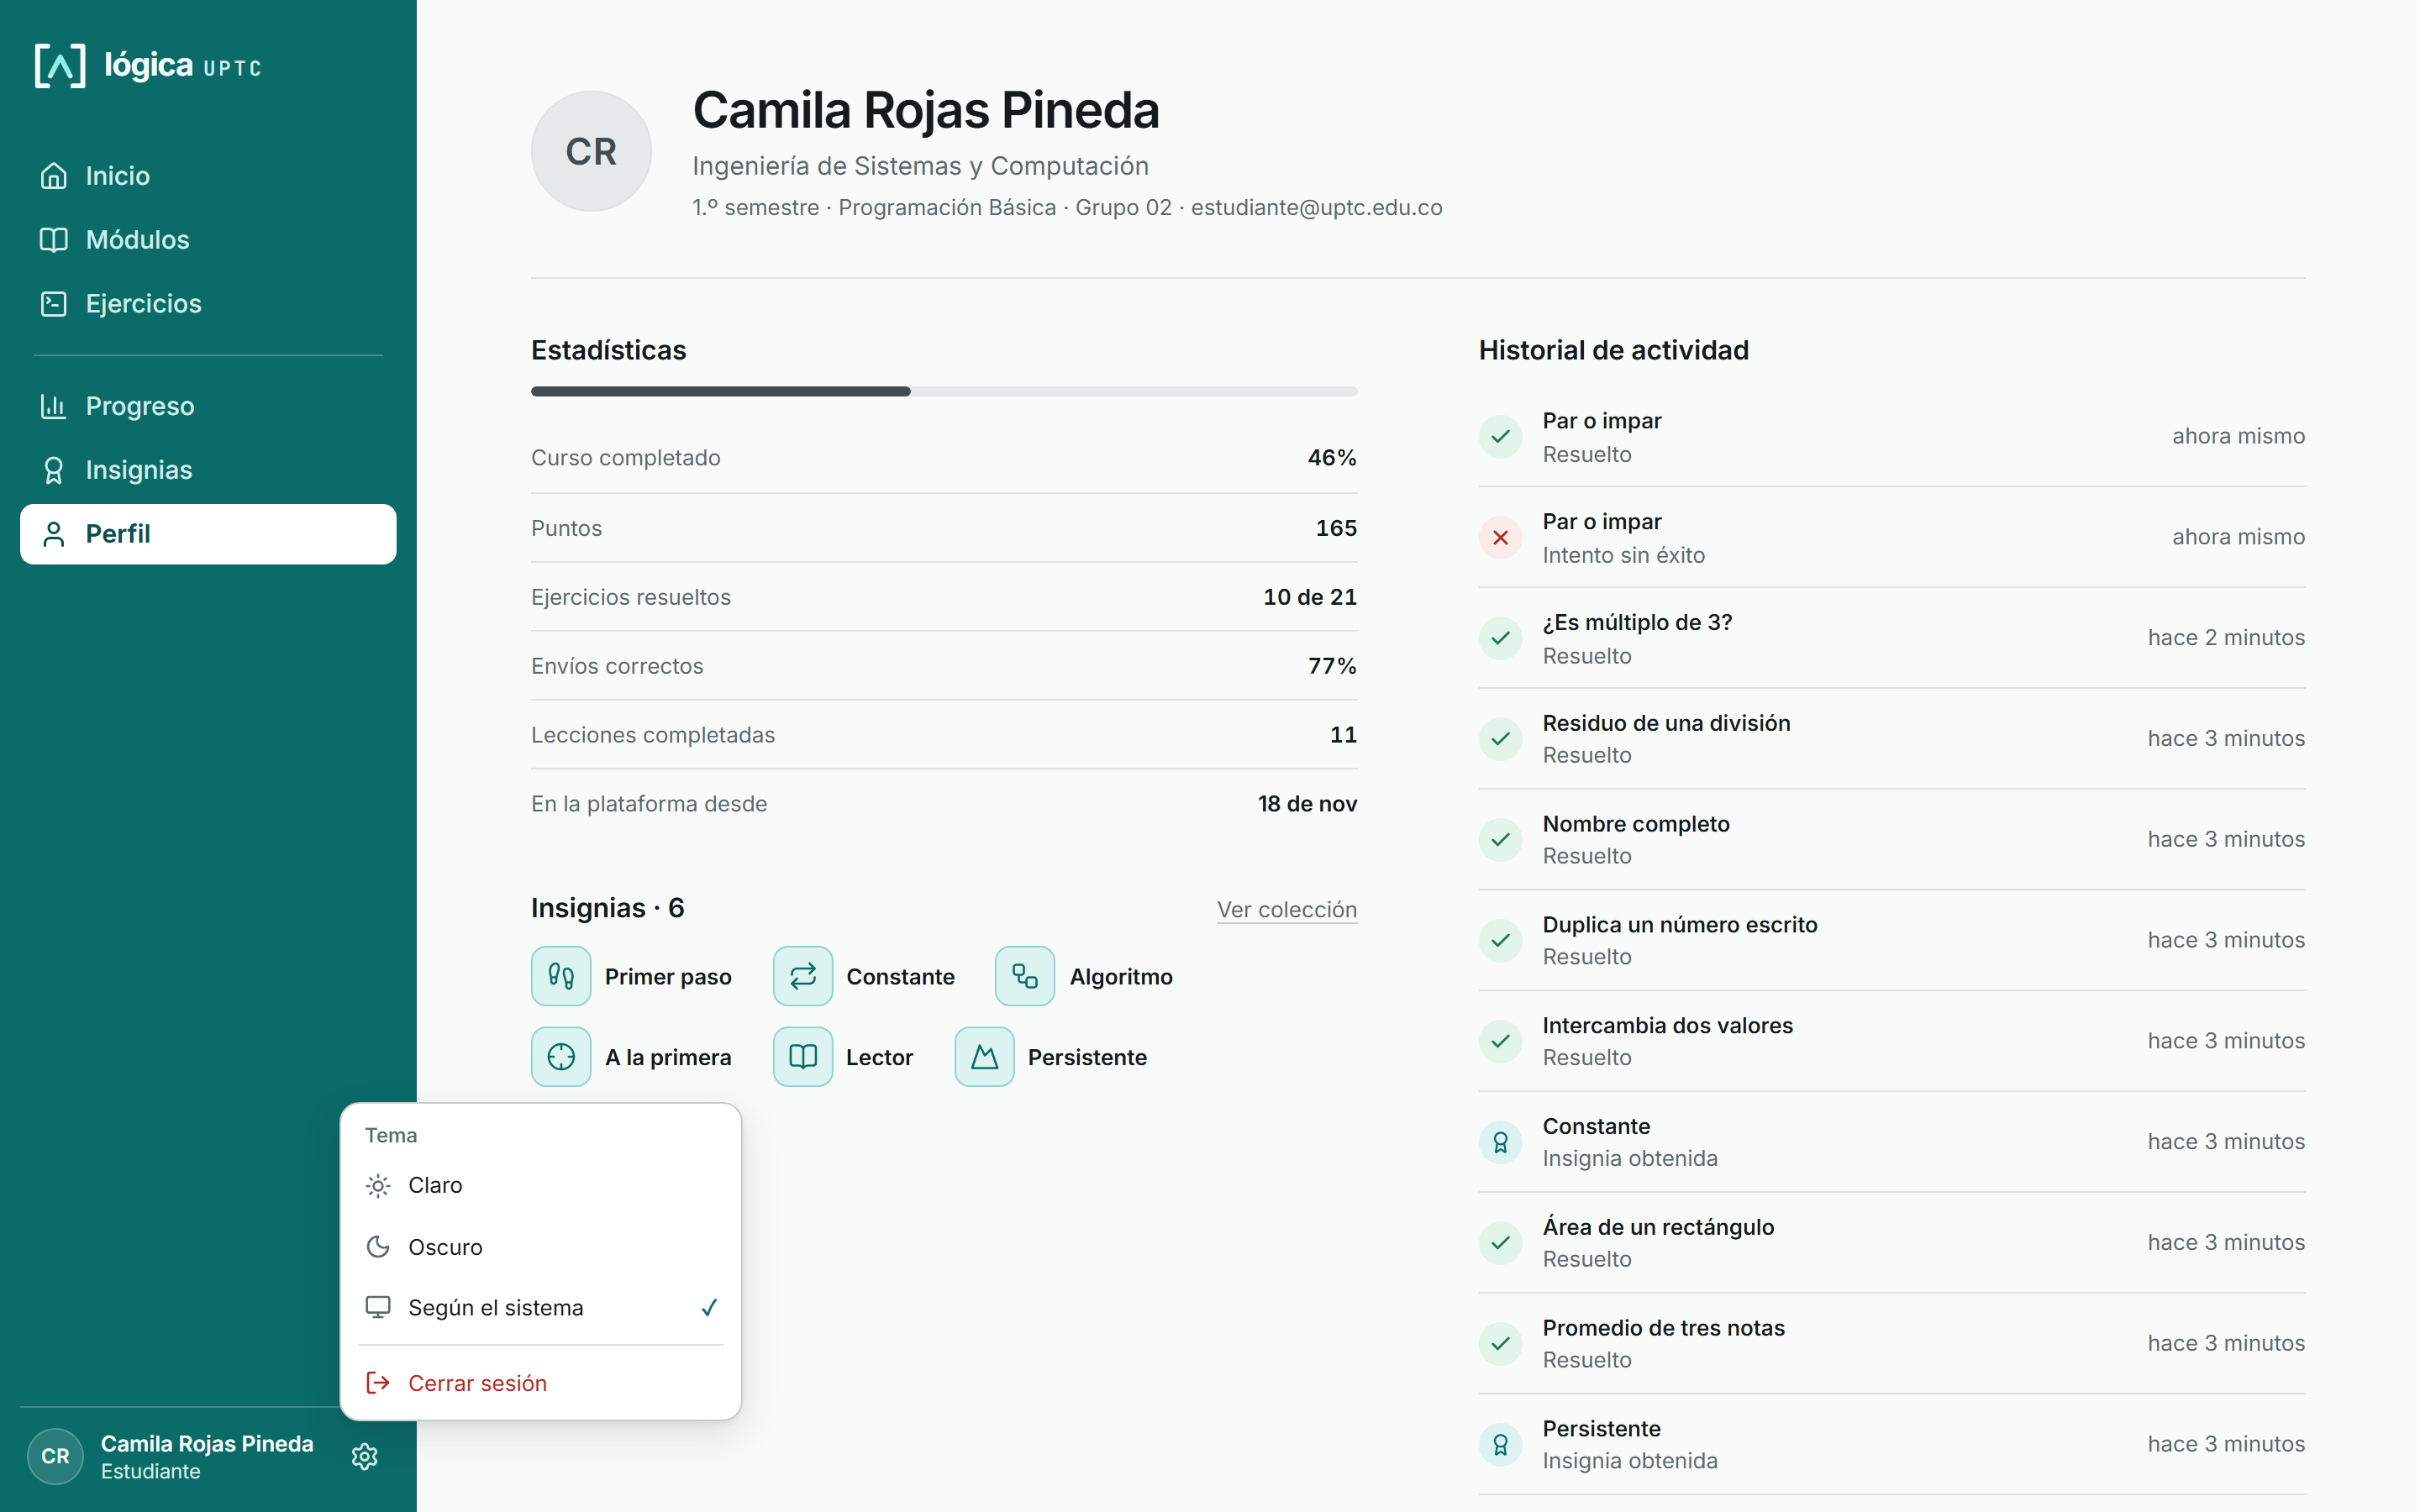 lógica UPTC
Inicio
Módulos
Ejercicios
Progreso
Insignias
Perfil
Camila Rojas Pineda
Estudiante
CR
CR
Camila Rojas Pineda
Ingeniería de Sistemas y Computación
1.º semestre · Programación Básica · Grupo 02 · estudiante@uptc.edu.co
Estadísticas
Curso completado 46%
Puntos 165
Ejercicios resueltos 10 de 21
Envíos correctos 77%
Lecciones completadas 11
En la plataforma desde 18 de nov
Insignias · 6 Ver colección
Primer paso Constante Algoritmo
A la primera Lector Persistente
Tema
Claro
Oscuro
Según el sistema
Cerrar sesión
Historial de actividad
Par o impar
Resuelto
ahora mismo
Par o impar
Intento sin éxito
ahora mismo
¿Es múltiplo de 3?
Resuelto
hace 2 minutos
Residuo de una división
Resuelto
hace 3 minutos
Nombre completo
Resuelto
hace 3 minutos
Duplica un número escrito
Resuelto
hace 3 minutos
Intercambia dos valores
Resuelto
hace 3 minutos
Constante
Insignia obtenida
hace 3 minutos
Área de un rectángulo
Resuelto
hace 3 minutos
Promedio de tres notas
Resuelto
hace 3 minutos
Persistente
Insignia obtenida
hace 3 minutos